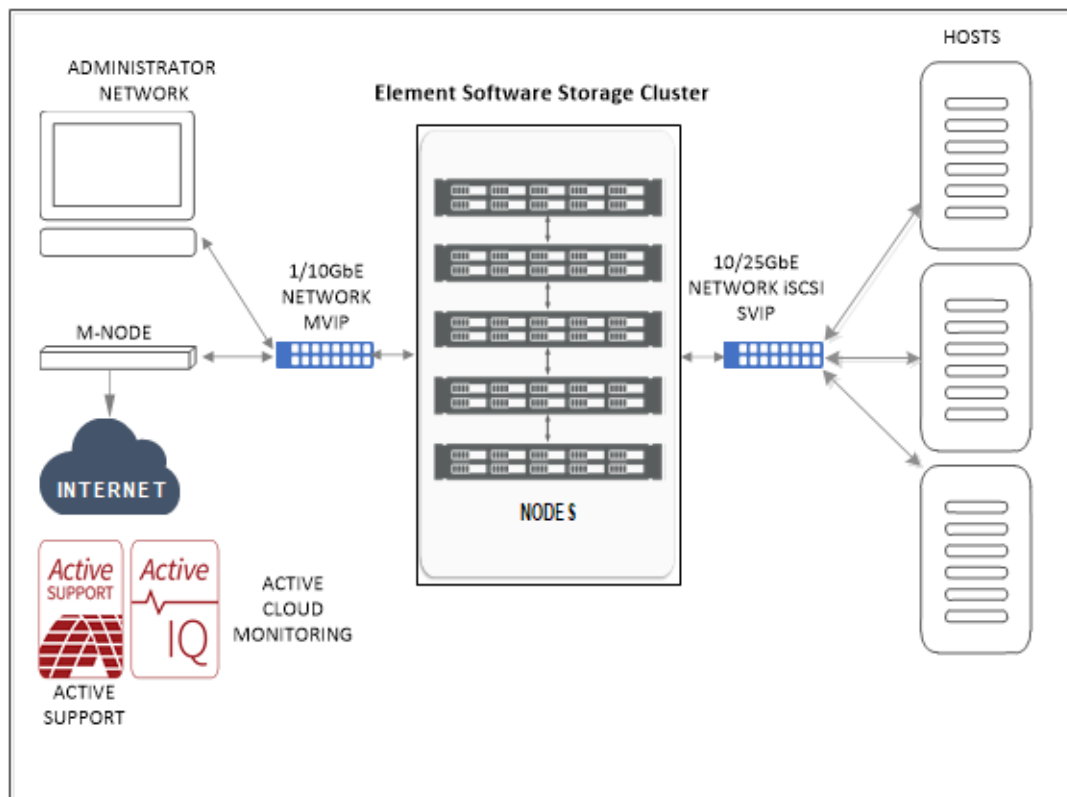 HOSTS
ADMINISTRATOR
NETWORK
Element Software Storage Cluster
1/10GbE
NETWORK
MVIP
10/25GbE
NETWORK iSCSI
SVIP
M-NODE
INTERNET
NODES
Active
SUPPORT
Active
IQ
ACTIVE
CLOUD
MONITORING
ACTIVE
SUPPORT